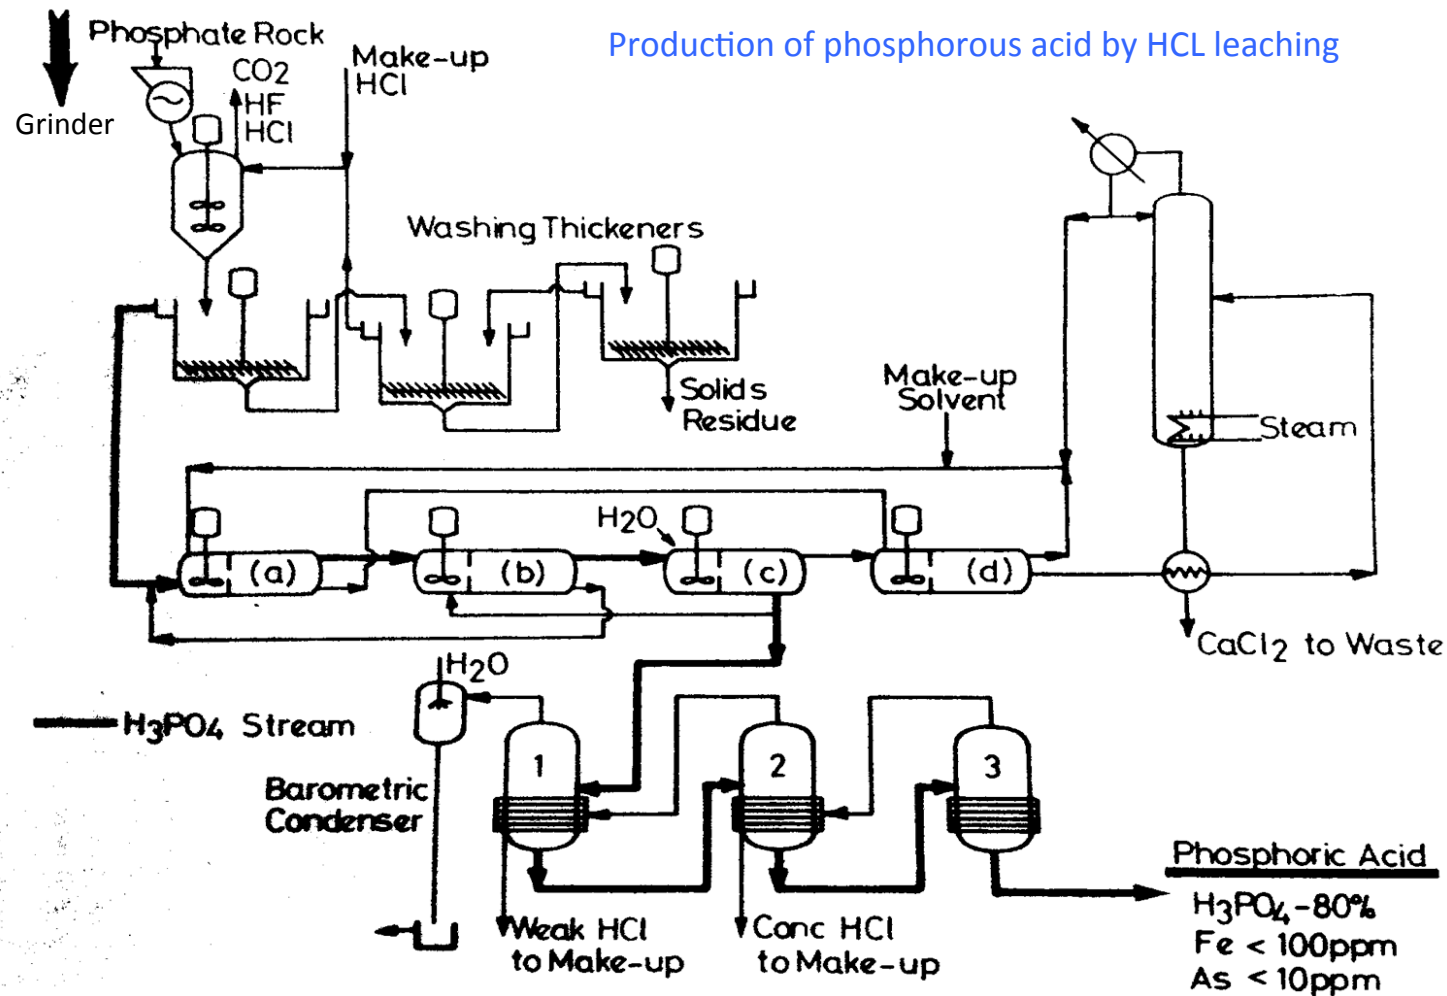 Production of phosphorous acid by HCL leaching
Phosphate Rock
Grinder
CO2
HF
HCl
Make-up
HCl
Washing Thickeners
Solids
Residue
Make-up
Solvent
Steam
H2O
(a)
(b)
(c)
(d)
CaCl2 to Waste
H2O
H3PO4 Stream
Barometric
Condenser
1
2
3
Weak HCl
to Make-up
Conc HCl
to Make-up
Phosphoric Acid
H3PO4-80%
Fe < 100ppm
As < 10ppm